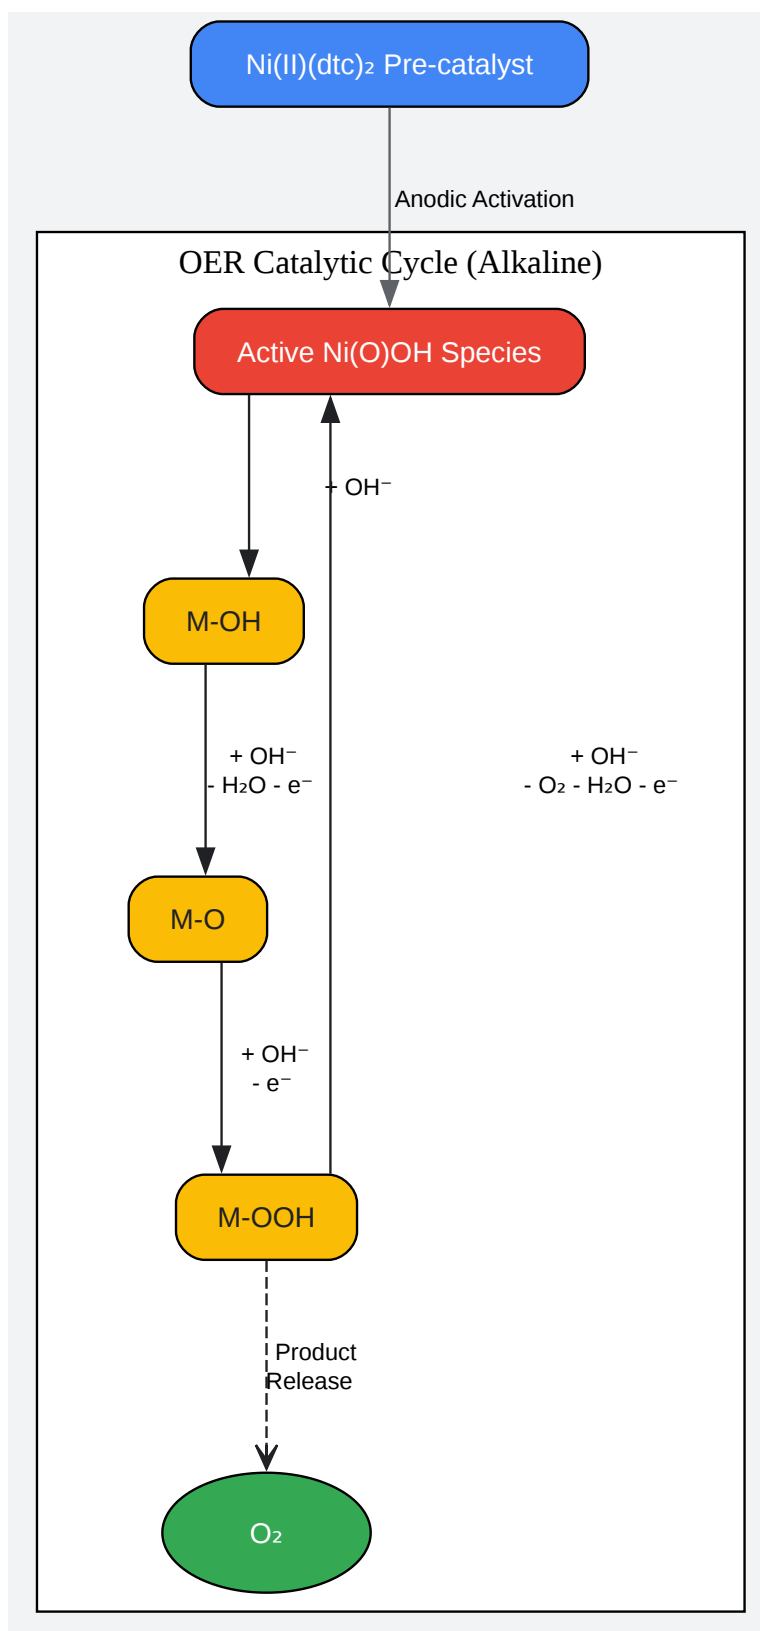 Ni(II)(dtc)₂ Pre-catalyst
Anodic Activation
OER Catalytic Cycle (Alkaline)
Active Ni(O)OH Species
+ OH⁻
M-OH
+ OH⁻
- H₂O - e⁻
+ OH⁻
- O₂ - H₂O - e⁻
M-O
+ OH⁻
- e⁻
M-OOH
Product
Release
O₂